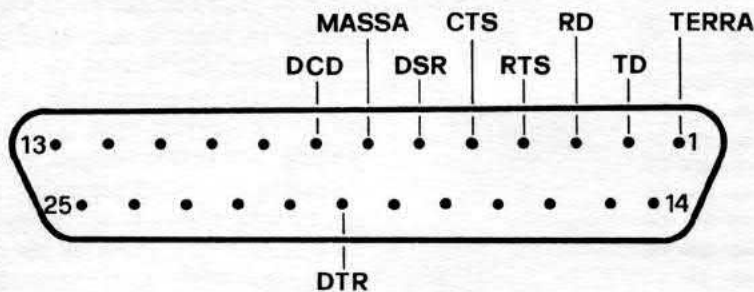 MASSA CTS RD TERRA
DCD DSR RTS TD
13 1
25 14
DTR